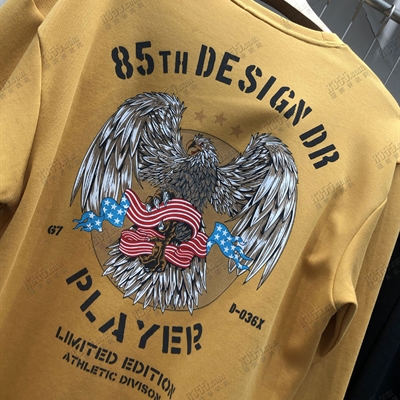 85TH DESIGN DR
G7
D-036X
PLAYER
LIMITED EDITION
ATHLETIC DIVISON